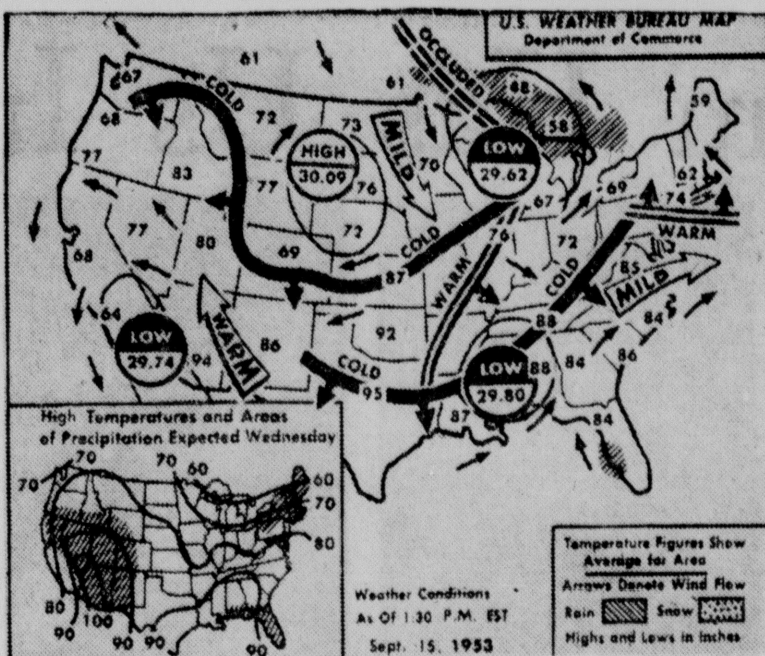 U.S. WEATHER BUREAU MAP
Department of Commerce
61
67
COLD
61
OCCLUDED
88
59
68
72
73
MILD
58
HIGH
30.09
LOW
29.62
77
83
77
76
70
69
62
67
74
WARM
68
77
80
69
72
COLD
76
72
COLD
85
MILD
87
WARM
64
LOW
29.74
94
WARM
86
92
88
84
COLD
95
LOW
29.80
88
84
86
87
84
High Temperatures and Areas
of Precipitation Expected Wednesday
70
70
70
60
60
70
80
80
90
100
90
90
90
Weather Conditions
As Of 1:30 P.M. EST
Sept. 15, 1953
Temperature Figures Show
Average for Area
Arrows Denote Wind Flow
Rain Snow
Highs and Lows in Inches